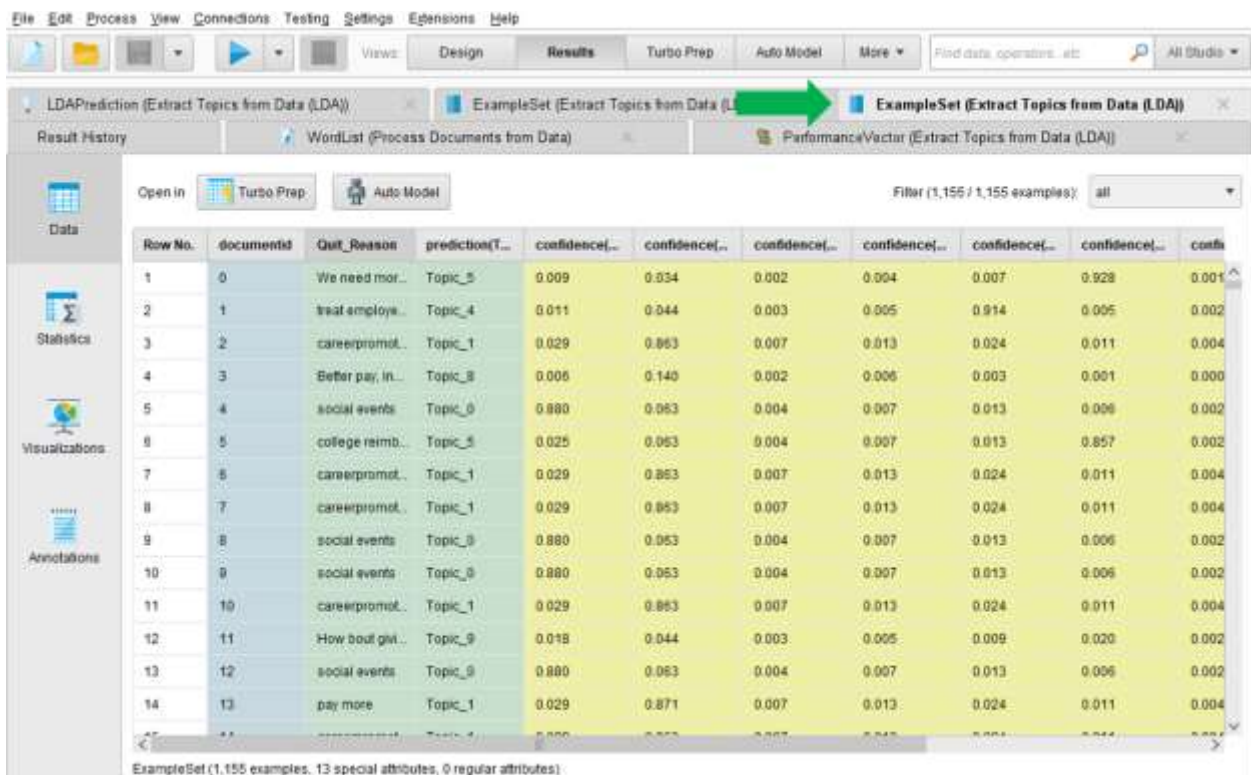 File Edit Process View Connections Testing Settings Extensions Help
Views: Design Results Turbo Prep Auto Model More Find data, operators...etc All Studio
LDAPrediction (Extract Topics from Data (LDA)) ExampleSet (Extract Topics from Data (L ExampleSet (Extract Topics from Data (LDA))
Result History WordList (Process Documents from Data) PerformanceVector (Extract Topics from Data (LDA))
Open in Turbo Prep Auto Model Filter (1,155 / 1,155 examples): all
Data
Row No. documentId Quit_Reason prediction(T... confidence(... confidence(... confidence(... confidence(... confidence(... confidence(... confi
1 0 We need mor... Topic_5 0.009 0.034 0.002 0.004 0.007 0.928 0.001
2 1 treat employe... Topic_4 0.011 0.044 0.003 0.005 0.914 0.005 0.002
Statistics
3 2 careerpromot... Topic_1 0.029 0.863 0.007 0.013 0.024 0.011 0.004
4 3 Better pay, in... Topic_8 0.006 0.140 0.002 0.006 0.003 0.001 0.000
5 4 social events Topic_0 0.880 0.063 0.004 0.007 0.013 0.006 0.002
Visualizations
6 5 college reimb... Topic_5 0.025 0.063 0.004 0.007 0.013 0.857 0.002
7 6 careerpromot... Topic_1 0.029 0.863 0.007 0.013 0.024 0.011 0.004
8 7 careerpromot... Topic_1 0.029 0.863 0.007 0.013 0.024 0.011 0.004
Annotations
9 8 social events Topic_0 0.880 0.063 0.004 0.007 0.013 0.006 0.002
10 9 social events Topic_0 0.880 0.063 0.004 0.007 0.013 0.006 0.002
11 10 careerpromot... Topic_1 0.029 0.863 0.007 0.013 0.024 0.011 0.004
12 11 How bout givi... Topic_9 0.018 0.044 0.003 0.005 0.009 0.020 0.002
13 12 social events Topic_0 0.880 0.063 0.004 0.007 0.013 0.006 0.002
14 13 pay more Topic_1 0.029 0.871 0.007 0.013 0.024 0.011 0.004
ExampleSet (1,155 examples, 13 special attributes, 0 regular attributes)